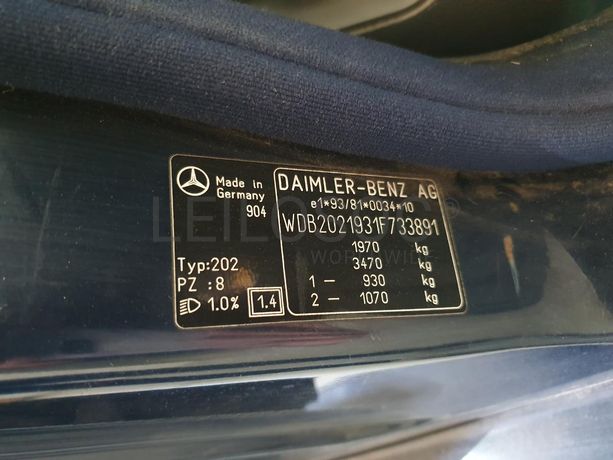 Made in
Germany
904
DAIMLER-BENZ AG
e1*93/81*0034*10
WDB2021931F733891
1970 kg
3470 kg
1 - 930 kg
2 - 1070 kg
Typ:202
PZ :8
1.0% 1.4